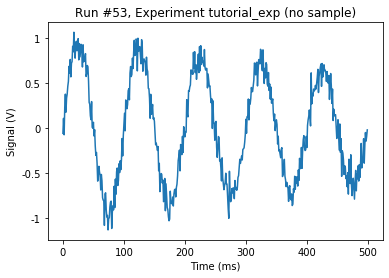 Run #53, Experiment tutorial_exp (no sample)
1
0.5
0
-0.5
-1
Signal (V)
0 100 200 300 400 500
Time (ms)